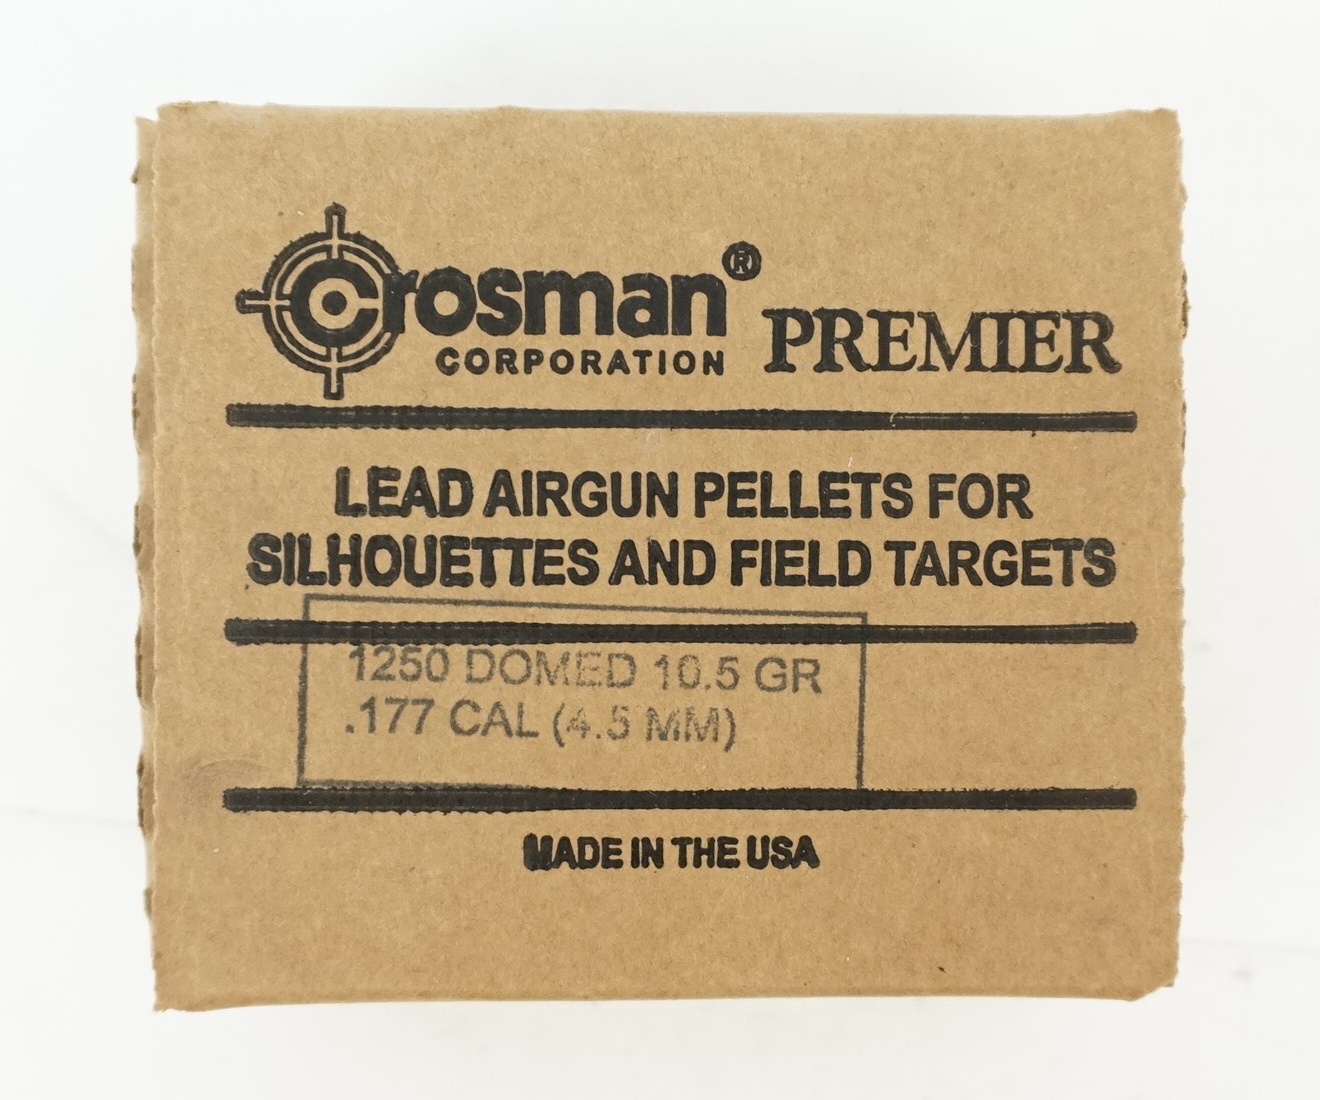 Crosman® PREMIER
CORPORATION
LEAD AIRGUN PELLETS FOR
SILHOUETTES AND FIELD TARGETS
1250 DOMED 10.5 GR
.177 CAL (4.5 MM)
MADE IN THE USA